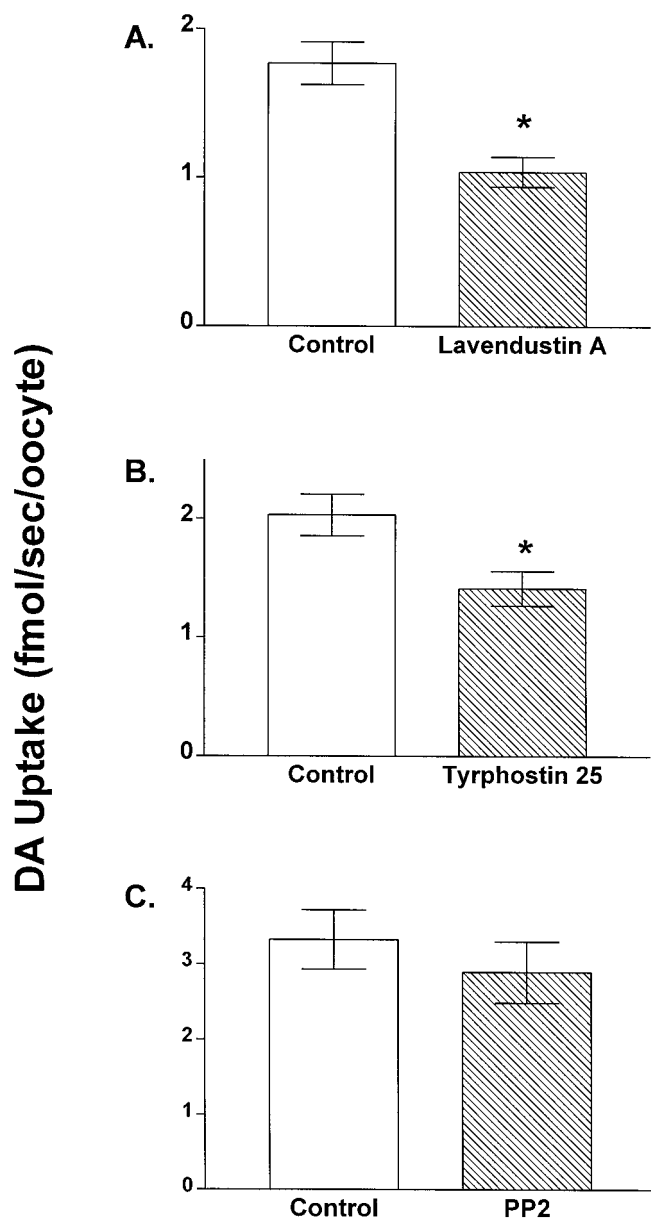 DA Uptake (fmol/sec/oocyte)
A.
2
1
0
*
Control Lavendustin A
B.
2
1
0
*
Control Tyrphostin 25
C.
4
3
2
1
0
Control PP2